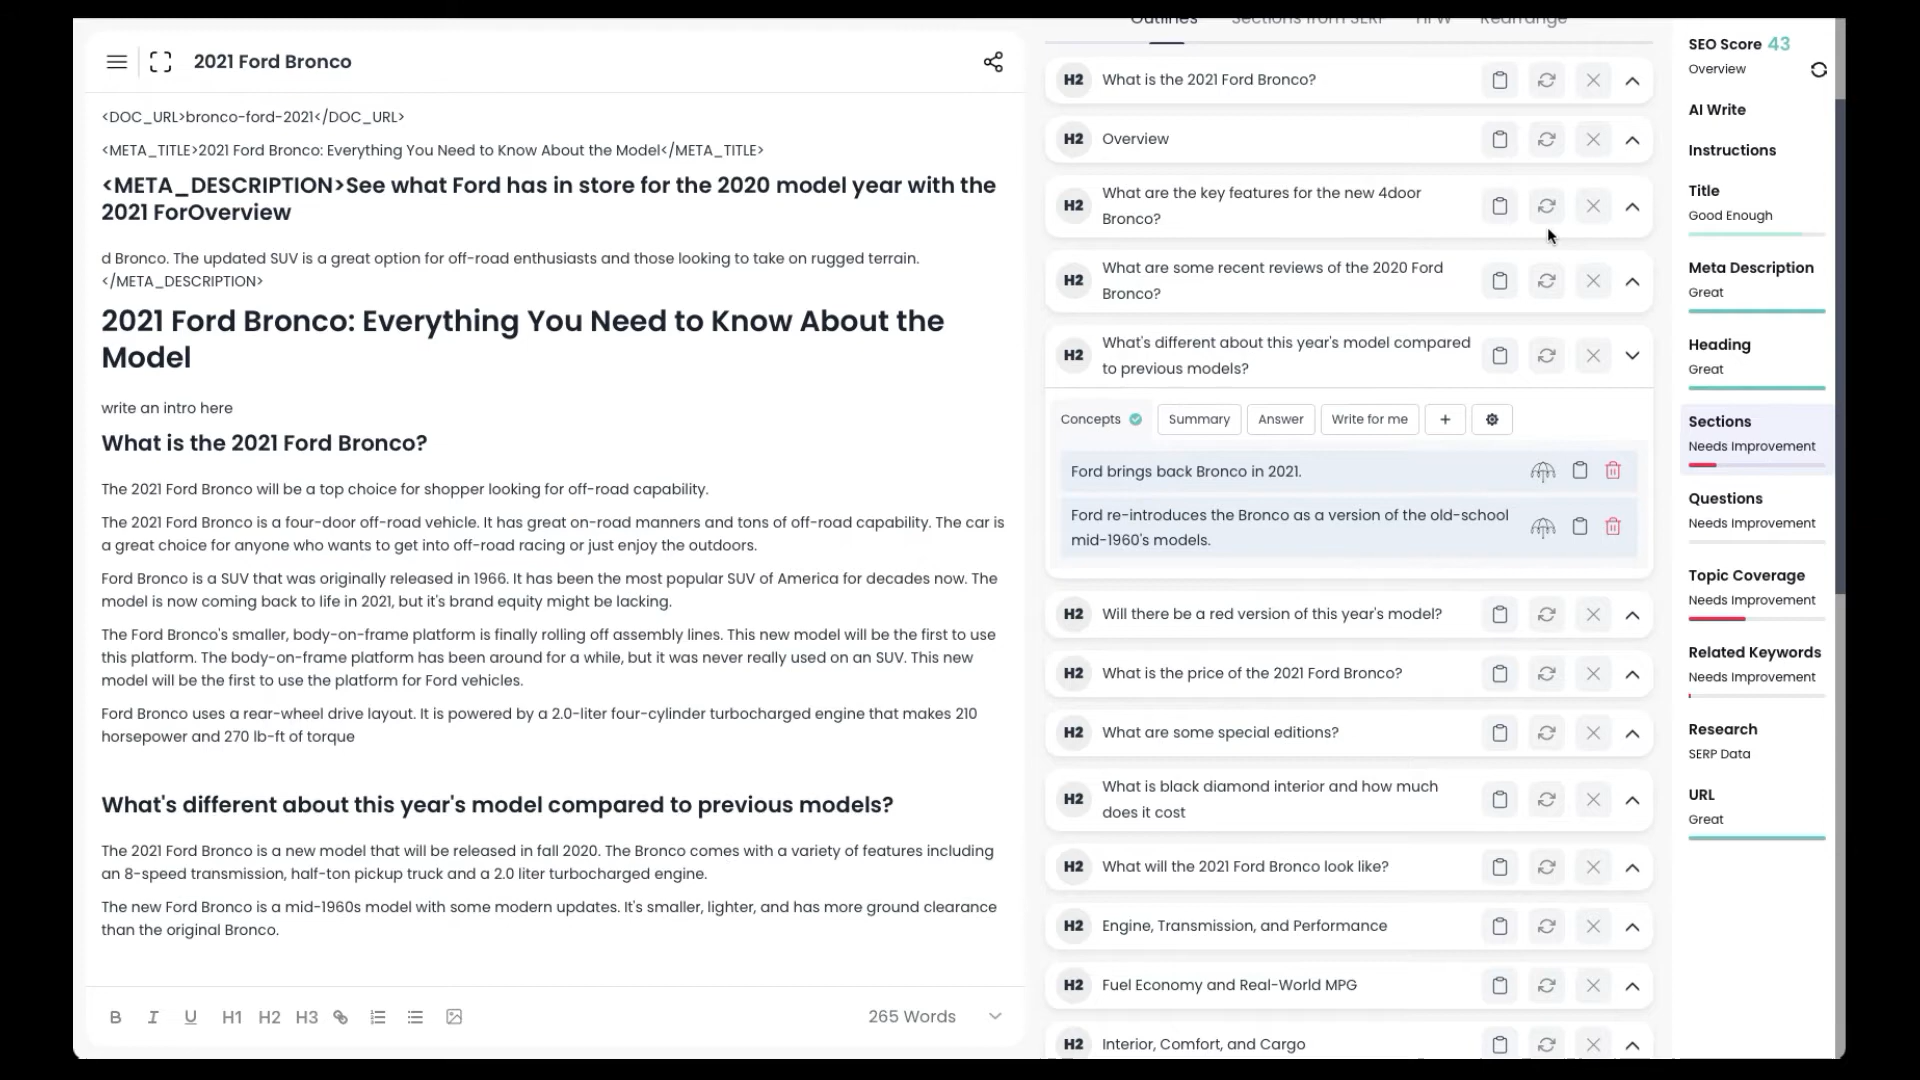 2021 Ford Bronco
<DOC_URL>bronco-ford-2021</DOC_URL>
<META_TITLE>2021 Ford Bronco: Everything You Need to Know About the Model</META_TITLE>
<META_DESCRIPTION>See what Ford has in store for the 2020 model year with the
2021 ForOverview
d Bronco. The updated SUV is a great option for off-road enthusiasts and those looking to take on rugged terrain.
</META_DESCRIPTION>
2021 Ford Bronco: Everything You Need to Know About the
Model
write an intro here
What is the 2021 Ford Bronco?
The 2021 Ford Bronco will be a top choice for shopper looking for off-road capability.
The 2021 Ford Bronco is a four-door off-road vehicle. It has great on-road manners and tons of off-road capability. The car is
a great choice for anyone who wants to get into off-road racing or just enjoy the outdoors.
Ford Bronco is a SUV that was originally released in 1966. It has been the most popular SUV of America for decades now. The
model is now coming back to life in 2021, but it's brand equity might be lacking.
The Ford Bronco's smaller, body-on-frame platform is finally rolling off assembly lines. This new model will be the first to use
this platform. The body-on-frame platform has been around for a while, but it was never really used on an SUV. This new
model will be the first to use the platform for Ford vehicles.
Ford Bronco uses a rear-wheel drive layout. It is powered by a 2.0-liter four-cylinder turbocharged engine that makes 210
horsepower and 270 lb-ft of torque
What's different about this year's model compared to previous models?
The 2021 Ford Bronco is a new model that will be released in fall 2020. The Bronco comes with a variety of features including
an 8-speed transmission, half-ton pickup truck and a 2.0 liter turbocharged engine.
The new Ford Bronco is a mid-1960s model with some modern updates. It's smaller, lighter, and has more ground clearance
than the original Bronco.
B I U H1 H2 H3
265 Words
Outlines Sections from SERP HPW Rearrange
H2 What is the 2021 Ford Bronco?
H2 Overview
H2 What are the key features for the new 4door
Bronco?
H2 What are some recent reviews of the 2020 Ford
Bronco?
H2 What's different about this year's model compared
to previous models?
Concepts Summary Answer Write for me +
Ford brings back Bronco in 2021.
Ford re-introduces the Bronco as a version of the old-school
mid-1960's models.
H2 Will there be a red version of this year's model?
H2 What is the price of the 2021 Ford Bronco?
H2 What are some special editions?
H2 What is black diamond interior and how much
does it cost
H2 What will the 2021 Ford Bronco look like?
H2 Engine, Transmission, and Performance
H2 Fuel Economy and Real-World MPG
H2 Interior, Comfort, and Cargo
SEO Score 43
Overview
AI Write
Instructions
Title
Good Enough
Meta Description
Great
Heading
Great
Sections
Needs Improvement
Questions
Needs Improvement
Topic Coverage
Needs Improvement
Related Keywords
Needs Improvement
Research
SERP Data
URL
Great